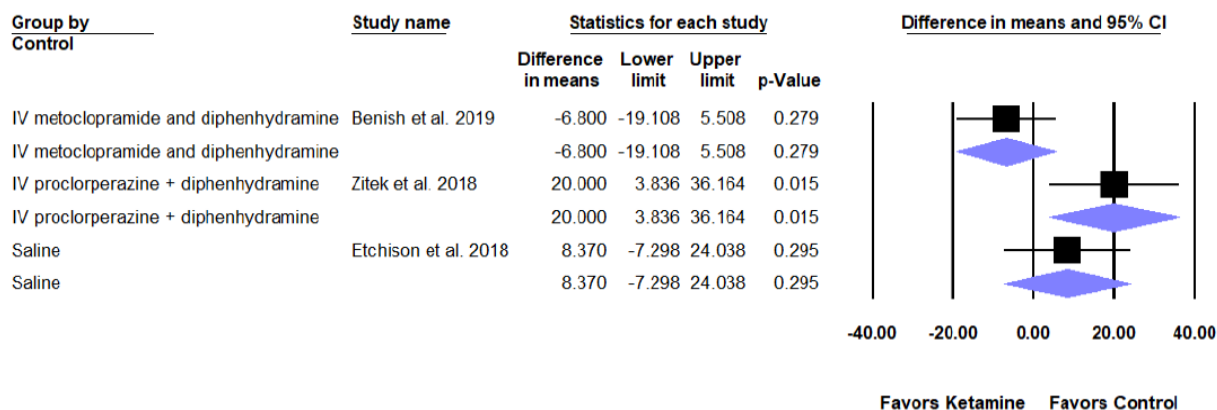 Group by Study name Statistics for each study Difference in means and 95% CI
Control
Difference Lower Upper
in means limit limit p-Value
IV metoclopramide and diphenhydramine Benish et al. 2019 -6.800 -19.108 5.508 0.279
IV metoclopramide and diphenhydramine -6.800 -19.108 5.508 0.279
IV proclorperazine + diphenhydramine Zitek et al. 2018 20.000 3.836 36.164 0.015
IV proclorperazine + diphenhydramine 20.000 3.836 36.164 0.015
Saline Etchison et al. 2018 8.370 -7.298 24.038 0.295
Saline 8.370 -7.298 24.038 0.295
-40.00 -20.00 0.00 20.00 40.00
Favors Ketamine Favors Control